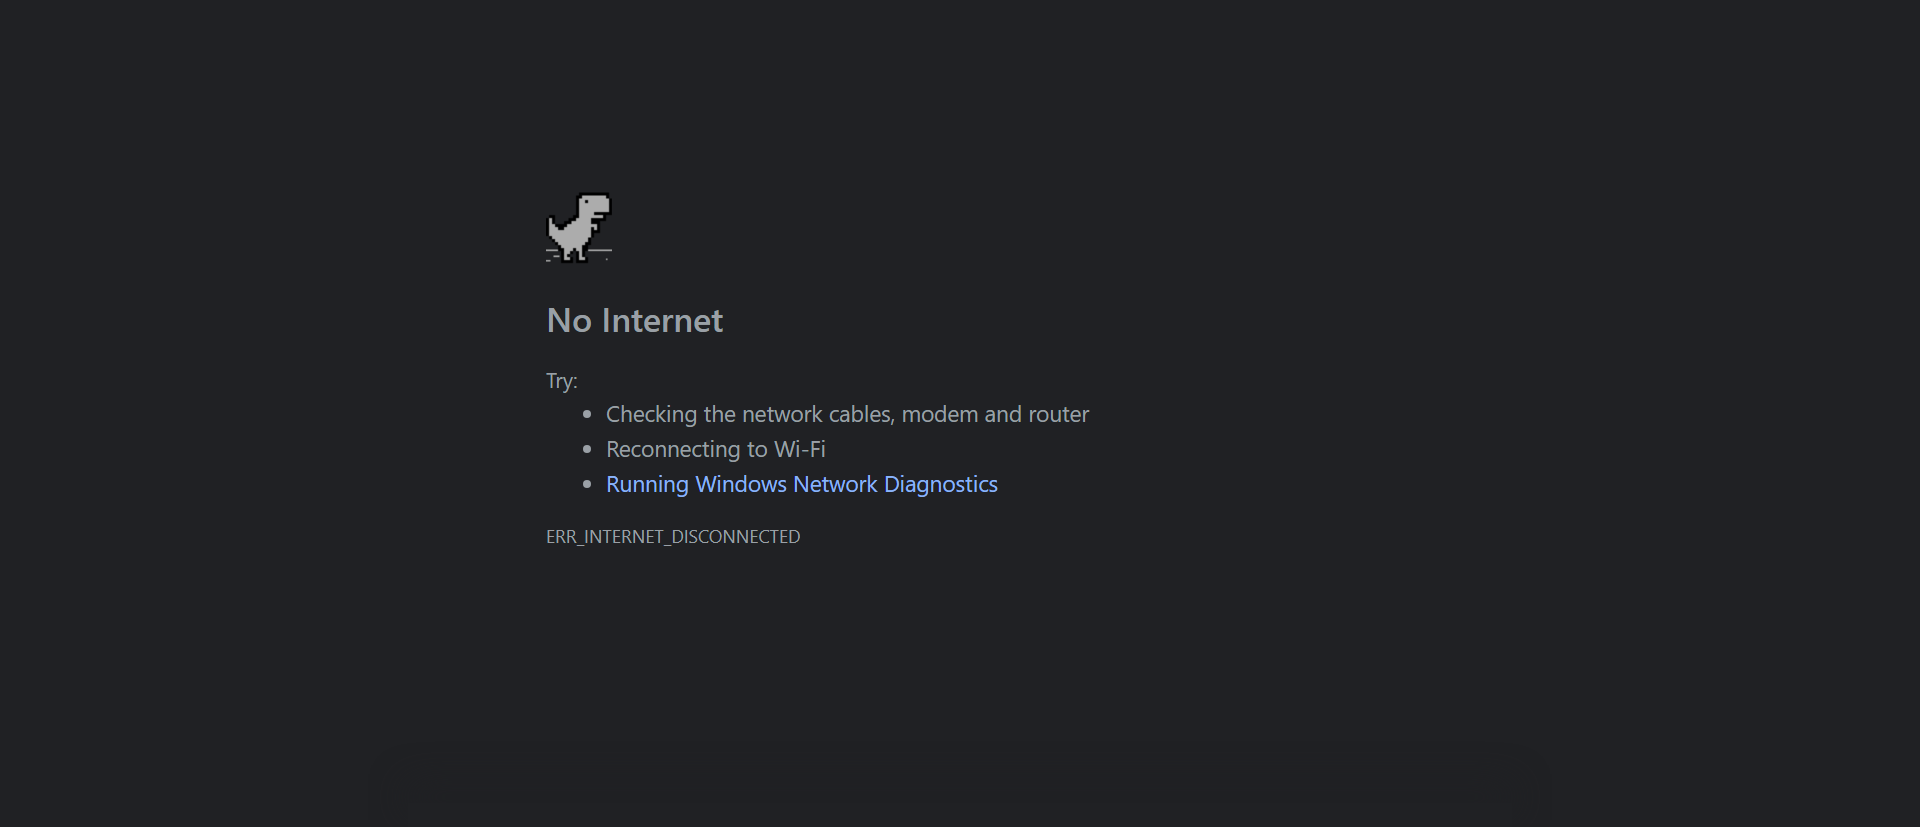 No Internet
Try:
Checking the network cables, modem and router
Reconnecting to Wi-Fi
Running Windows Network Diagnostics
ERR_INTERNET_DISCONNECTED